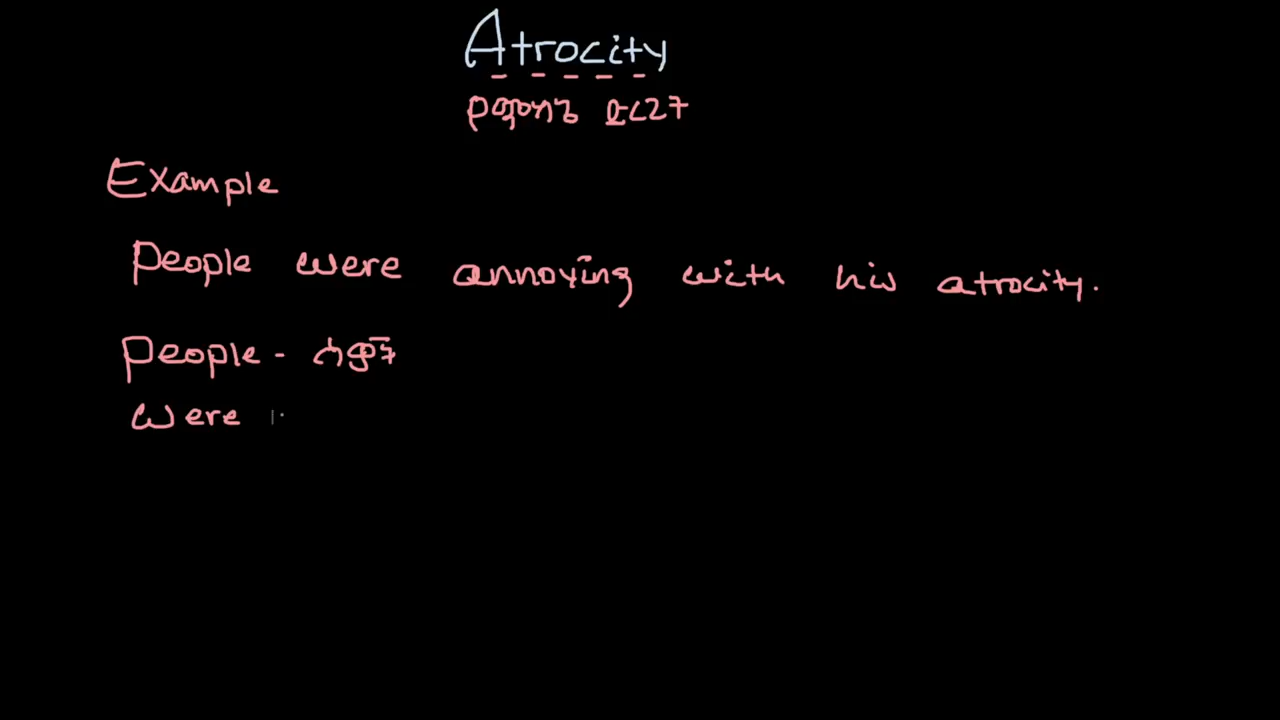 Atrocity
Example
People were annoying with his atrocity.
People -
Were